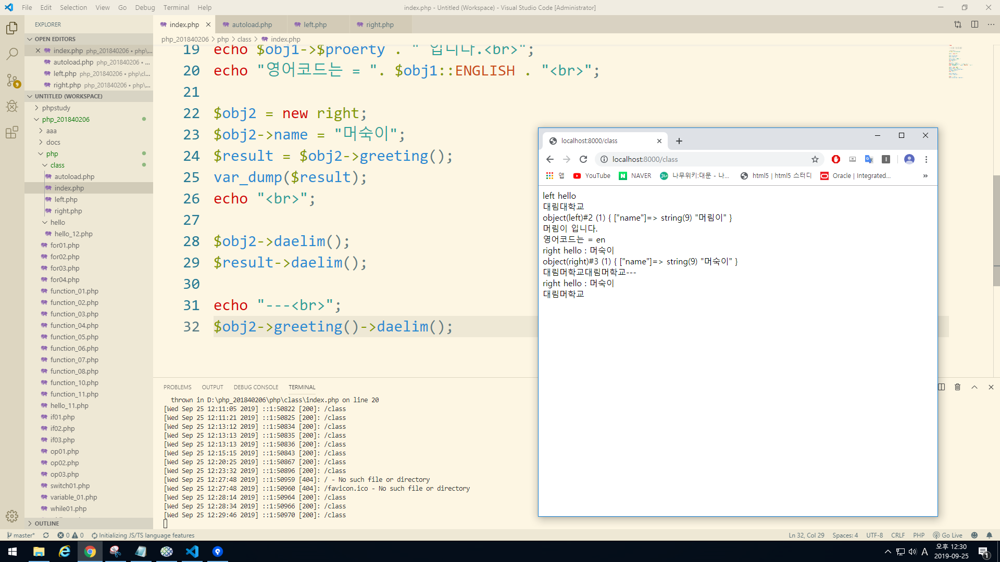 File Edit Selection View Go Debug Terminal Help
index.php - Untitled (Workspace) - Visual Studio Code [Administrator]
EXPLORER
OPEN EDITORS
index.php php_201840206 • php\...
autoload.php php_201840206 • ...
left.php php_201840206 • php\cl...
right.php php_201840206 • php\...
UNTITLED (WORKSPACE)
phpstudy
php_201840206
aaa
docs
php
class
autoload.php
index.php
left.php
right.php
hello
hello_12.php
for01.php
for02.php
for03.php
for04.php
function_01.php
function_02.php
function_03.php
function_04.php
function_05.php
function_06.php
function_07.php
function_08.php
function_10.php
function_11.php
hello_11.php
if01.php
if02.php
if03.php
op01.php
op02.php
op03.php
switch01.php
variable_01.php
while01.php
OUTLINE
9
index.php autoload.php left.php right.php
php_201840206 > php > class > index.php
19 echo $obj1->$proerty . " 입니다.<br>";
20 echo "영어코드는 = ". $obj1::ENGLISH . "<br>";
21
22 $obj2 = new right;
23 $obj2->name = "머숙이";
24 $result = $obj2->greeting();
25 var_dump($result);
26 echo "<br>";
27
28 $obj2->daelim();
29 $result->daelim();
30
31 echo "---<br>";
32 $obj2->greeting()->daelim();
PROBLEMS OUTPUT DEBUG CONSOLE TERMINAL
thrown in D:\php_201840206\php\class\index.php on line 20
[Wed Sep 25 12:11:05 2019] ::1:50822 [200]: /class
[Wed Sep 25 12:11:21 2019] ::1:50825 [200]: /class
[Wed Sep 25 12:13:12 2019] ::1:50834 [200]: /class
[Wed Sep 25 12:13:13 2019] ::1:50835 [200]: /class
[Wed Sep 25 12:13:13 2019] ::1:50836 [200]: /class
[Wed Sep 25 12:15:15 2019] ::1:50843 [200]: /class
[Wed Sep 25 12:20:25 2019] ::1:50867 [200]: /class
[Wed Sep 25 12:23:32 2019] ::1:50896 [200]: /class
[Wed Sep 25 12:27:48 2019] ::1:50959 [404]: / - No such file or directory
[Wed Sep 25 12:27:48 2019] ::1:50960 [404]: /favicon.ico - No such file or directory
[Wed Sep 25 12:28:14 2019] ::1:50964 [200]: /class
[Wed Sep 25 12:28:34 2019] ::1:50966 [200]: /class
[Wed Sep 25 12:29:46 2019] ::1:50970 [200]: /class
localhost:8000/class
localhost:8000/class
앱 YouTube NAVER 나무위키:대문 - 나... html5 | html5 스터디 Oracle | Integrated... »
left hello
대림대학교
object(left)#2 (1) { ["name"]=> string(9) "머림이" }
머림이 입니다.
영어코드는 = en
right hello : 머숙이
object(right)#3 (1) { ["name"]=> string(9) "머숙이" }
대림머학교대림머학교---
right hello : 머숙이
대림머학교
master* 0 0 Initializing JS/TS language features
Ln 32, Col 29 Spaces: 4 UTF-8 CRLF PHP Go Live
A 오후 12:30
2019-09-25
1